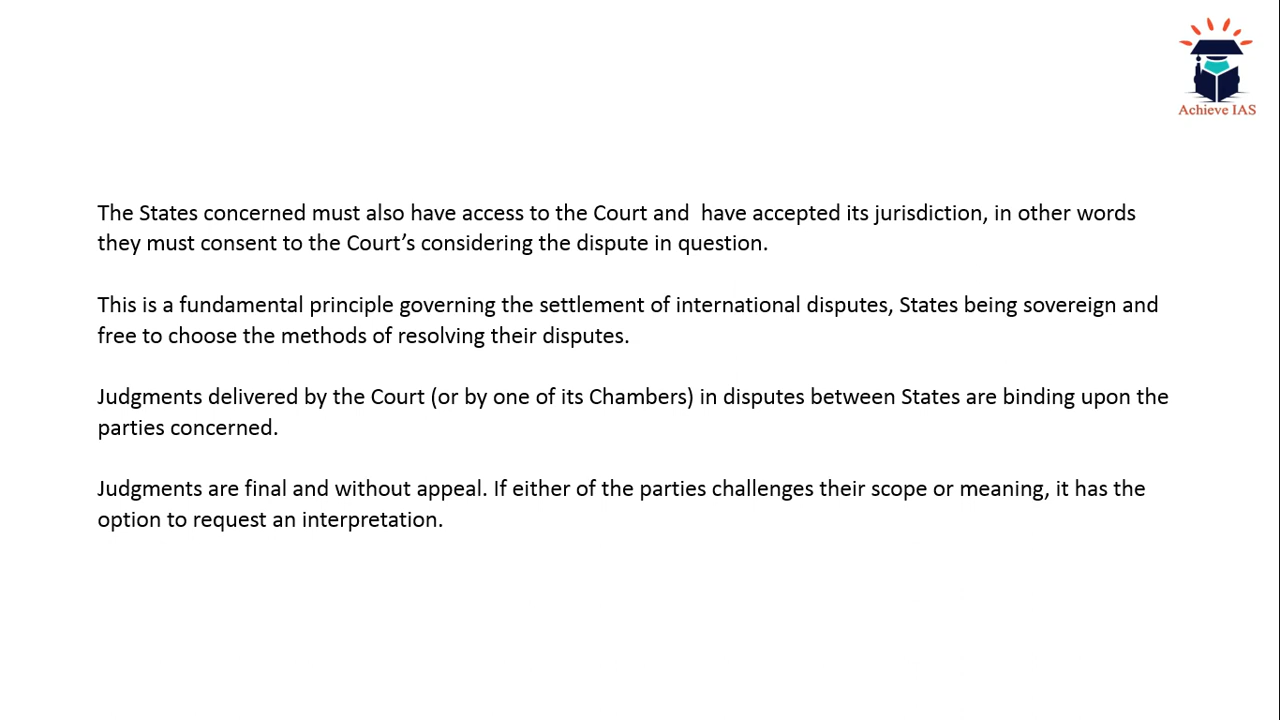 Achieve IAS
The States concerned must also have access to the Court and  have accepted its jurisdiction, in other words
they must consent to the Court’s considering the dispute in question.
This is a fundamental principle governing the settlement of international disputes, States being sovereign and
free to choose the methods of resolving their disputes.
Judgments delivered by the Court (or by one of its Chambers) in disputes between States are binding upon the
parties concerned.
Judgments are final and without appeal. If either of the parties challenges their scope or meaning, it has the
option to request an interpretation.